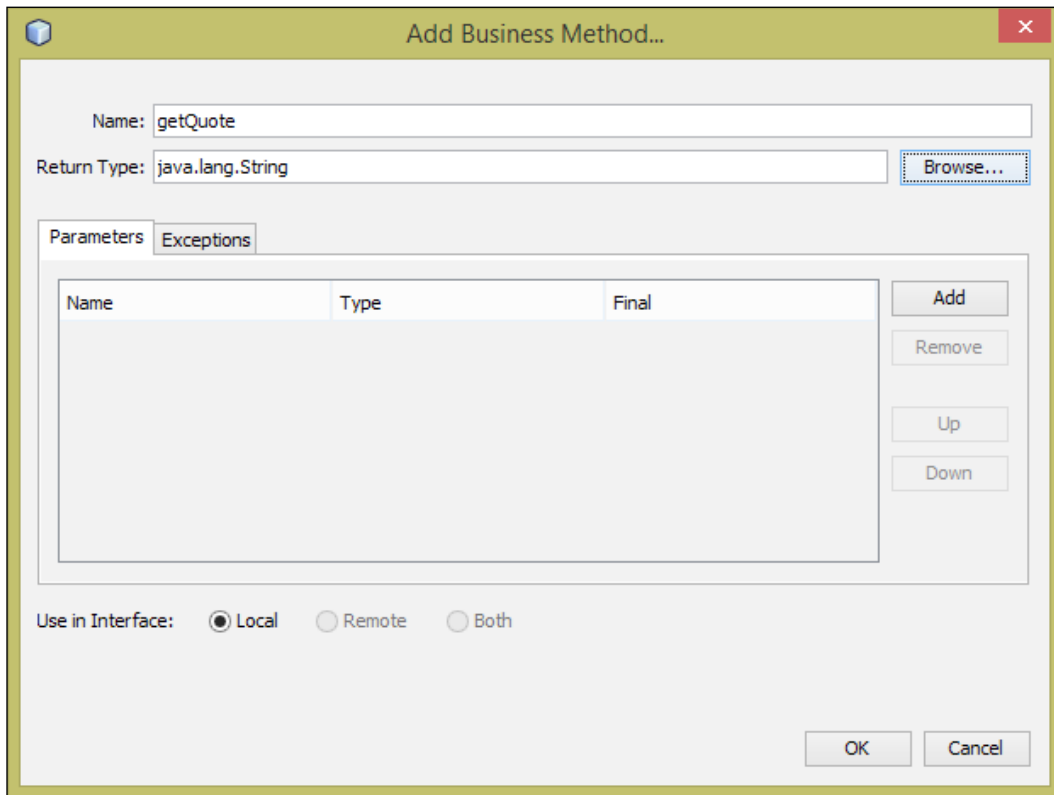 Add Business Method...
Name: getQuote
Return Type: java.lang.String Browse...
Parameters Exceptions
Name Type Final Add
Remove
Up
Down
Use in Interface: Local Remote Both
OK Cancel